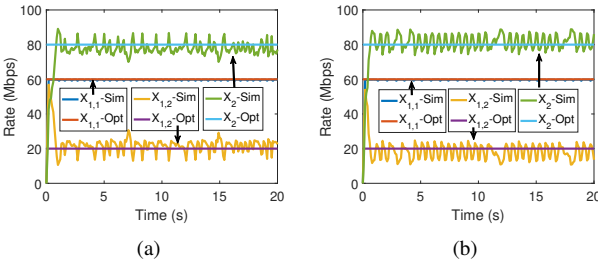 100
80
60
40
20
0
Rate (Mbps)
X1,1-Sim
X1,1-Opt
X1,2-Sim
X1,2-Opt
X2-Sim
X2-Opt
0 5 10 15 20
Time (s)
(a)
100
80
60
40
20
0
Rate (Mbps)
X1,1-Sim
X1,1-Opt
X1,2-Sim
X1,2-Opt
X2-Sim
X2-Opt
0 5 10 15 20
Time (s)
(b)